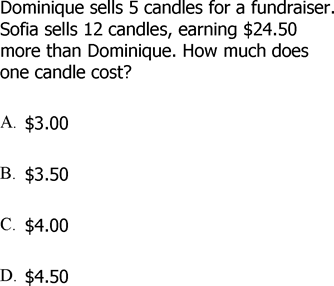 Dominique sells 5 candles for a fundraiser.
Sofia sells 12 candles, earning $24.50
more than Dominique. How much does
one candle cost?
A. $3.00
B. $3.50
C. $4.00
D. $4.50